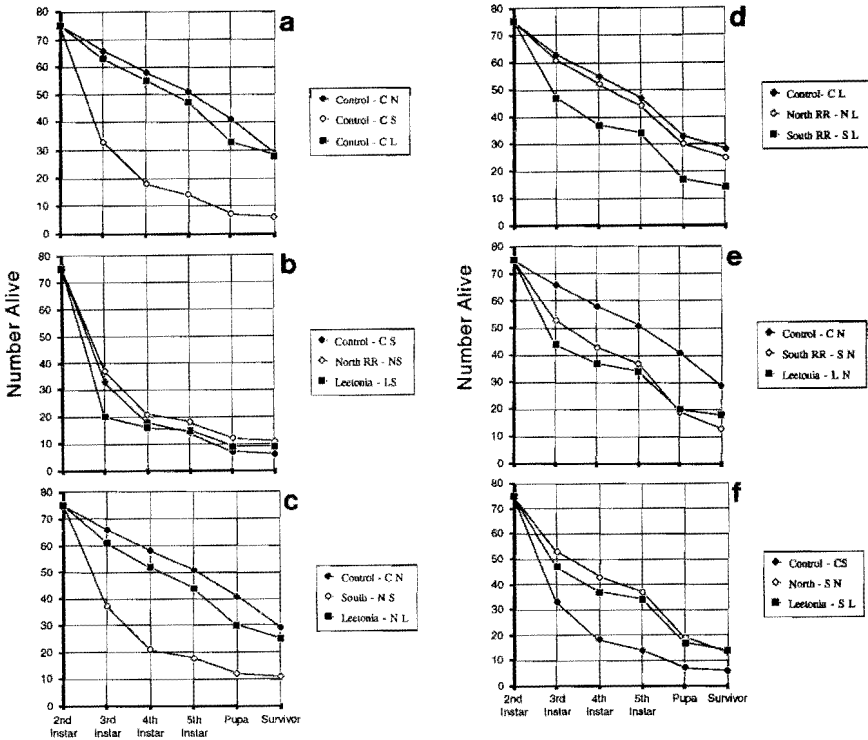 Number Alive
80
70
60
50
40
30
20
10
0
a
Control - C N
Control - C S
Control - C L
80
70
60
50
40
30
20
10
0
b
Control - C S
North RR - NS
Leetonia - LS
80
70
60
50
40
30
20
10
0
c
Control - C N
South - N S
Leetonia - N L
2nd Instar
3rd Instar
4th Instar
5th Instar
Pupa
Survivor
Number Alive
80
70
60
50
40
30
20
10
0
d
Control- C L
North RR - N L
South RR - S L
80
70
60
50
40
30
20
10
0
e
Control - C N
South RR - S N
Leetonia - L N
80
70
60
50
40
30
20
10
0
f
Control - CS
North - S N
Leetonia - S L
2nd Instar
3rd Instar
4th Instar
5th Instar
Pupa
Survivor